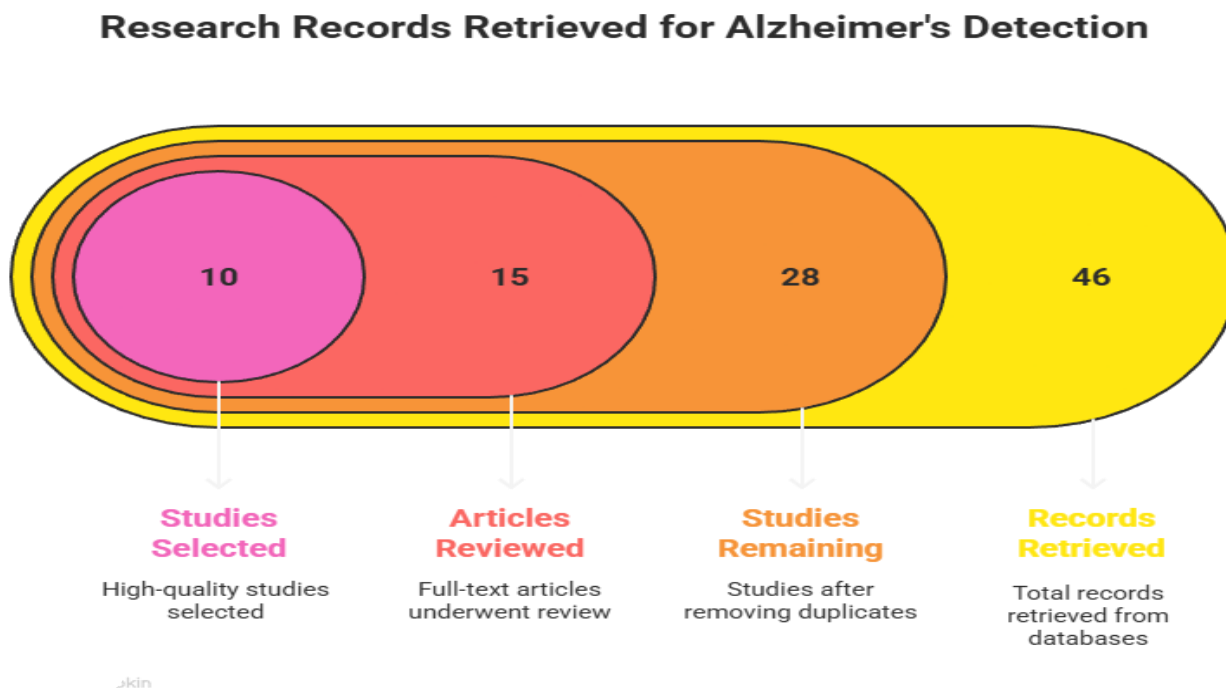 Research Records Retrieved for Alzheimer's Detection
10
15
28
46
Studies
Selected
High-quality studies
selected
Articles
Reviewed
Full-text articles
underwent review
Studies
Remaining
Studies after
removing duplicates
Records
Retrieved
Total records
retrieved from
databases